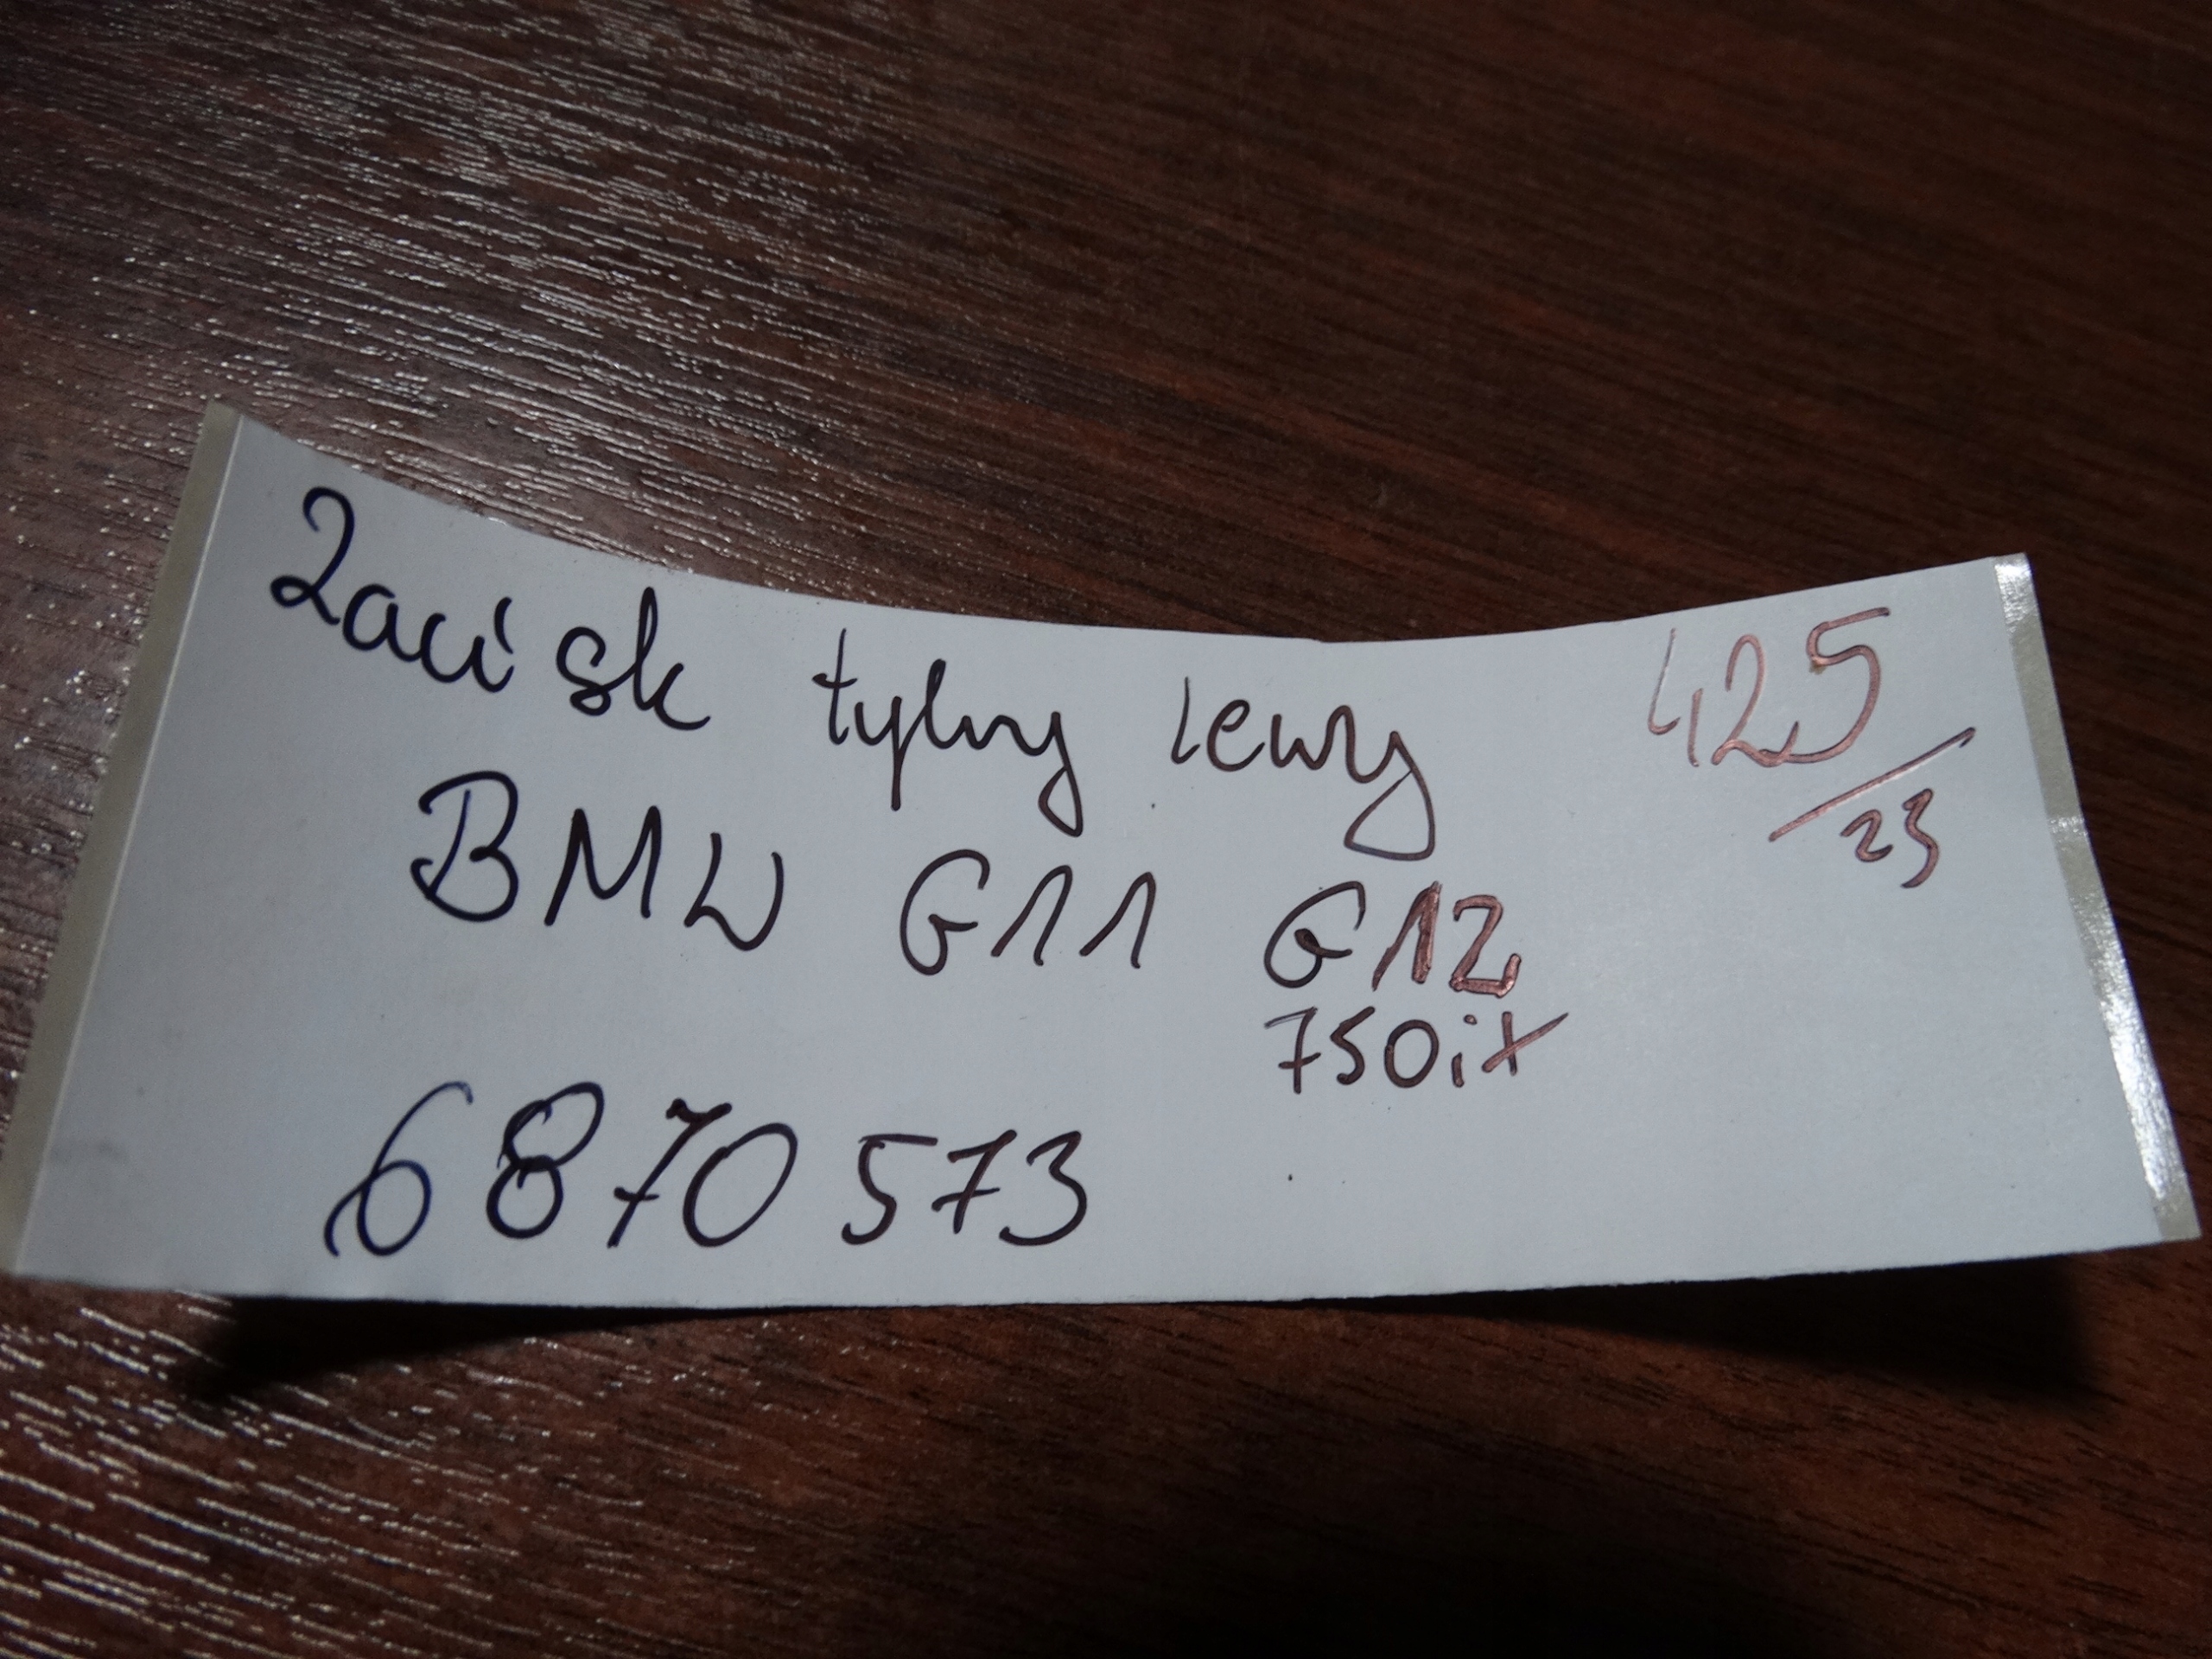 Zacisk tylny lewy
425/23
BMW G11 G12
750ix
6870573